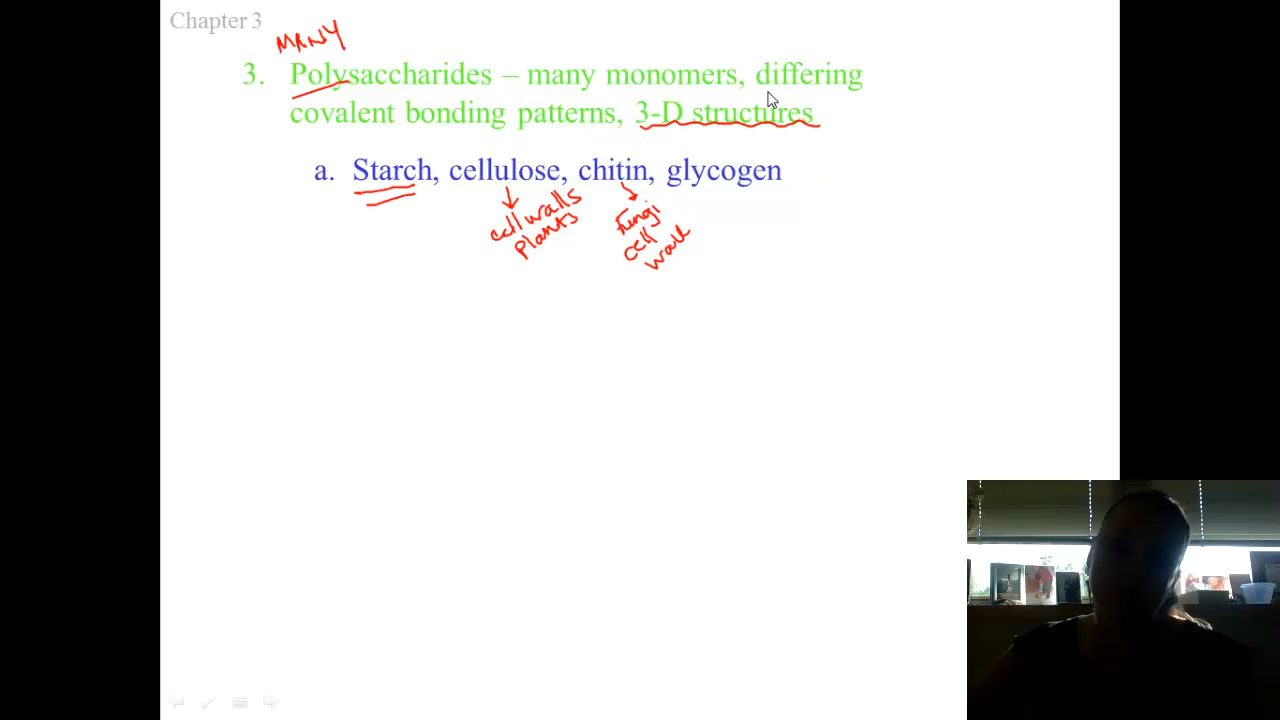 Chapter 3
MANY
3. Polysaccharides – many monomers, differing
covalent bonding patterns, 3-D structures
a. Starch, cellulose, chitin, glycogen
cell walls
plants
Fungi
cell
wall